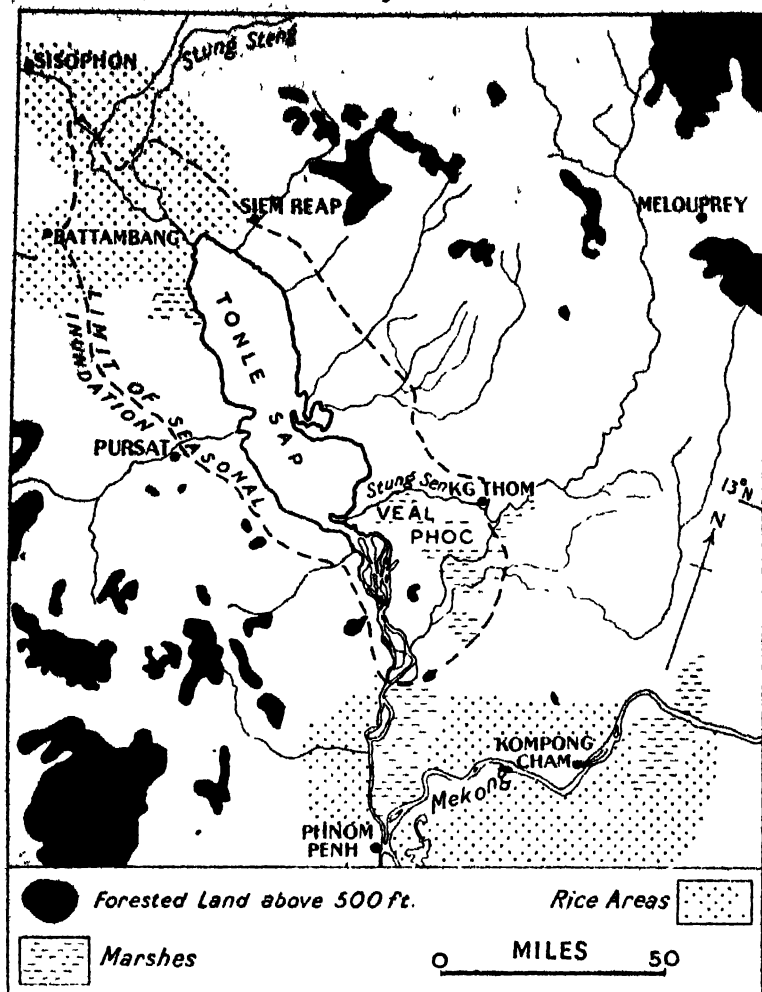 Stung Steng
SISOPHON
SIEM REAP
MELOUPREY
BATTAMBANG
TONLE SAP
LIMIT OF SEASONAL
INUNDATION
PURSAT
Stung Sen
KG THOM
VEAL
PHOC
13°N
N
KOMPONG
CHAM
Mekong
PHNOM
PENH
Forested Land above 500 ft.
Rice Areas
Marshes
MILES
0 50